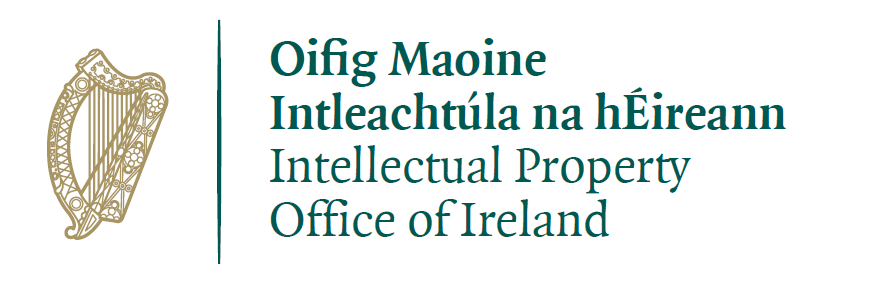 Oifig Maoine
Intleachtúla na hÉireann
Intellectual Property
Office of Ireland